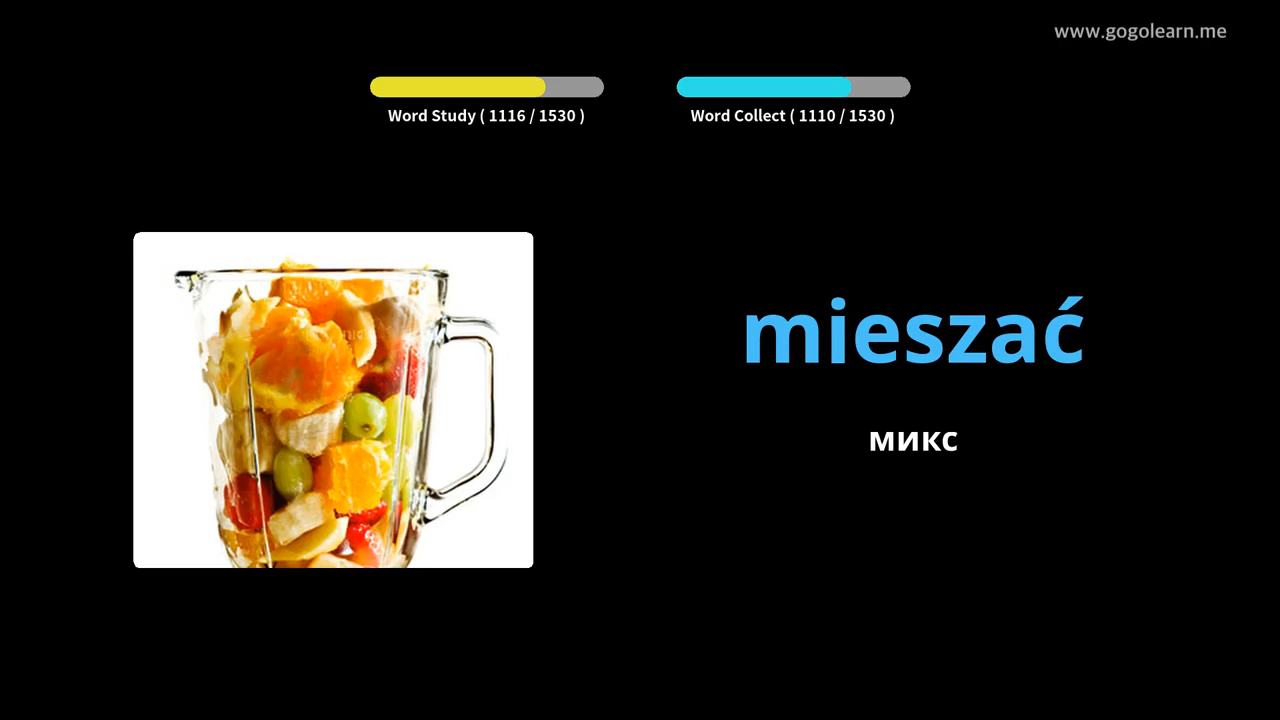 www.gogolearn.me
Word Study ( 1116 / 1530 )
Word Collect ( 1110 / 1530 )
mieszać
микс